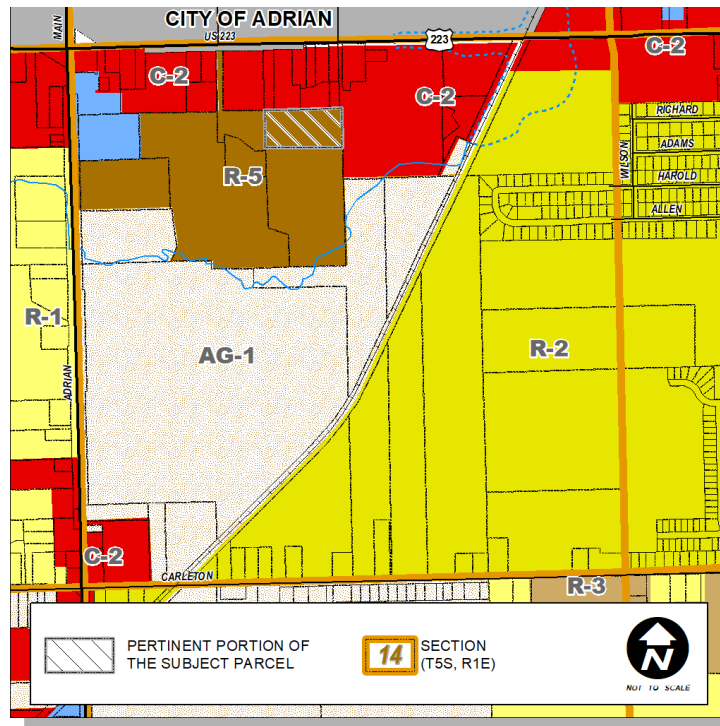 CITY OF ADRIAN
MAIN
US 223
223
C-2
C-2
C-2
RICHARD
ADAMS
WILSON
HAROLD
R-5
ALLEN
R-1
AG-1
R-2
ADRIAN
C-2
CARLETON
R-3
PERTINENT PORTION OF
THE SUBJECT PARCEL
14
SECTION
(T5S, R1E)
N
NOT TO SCALE